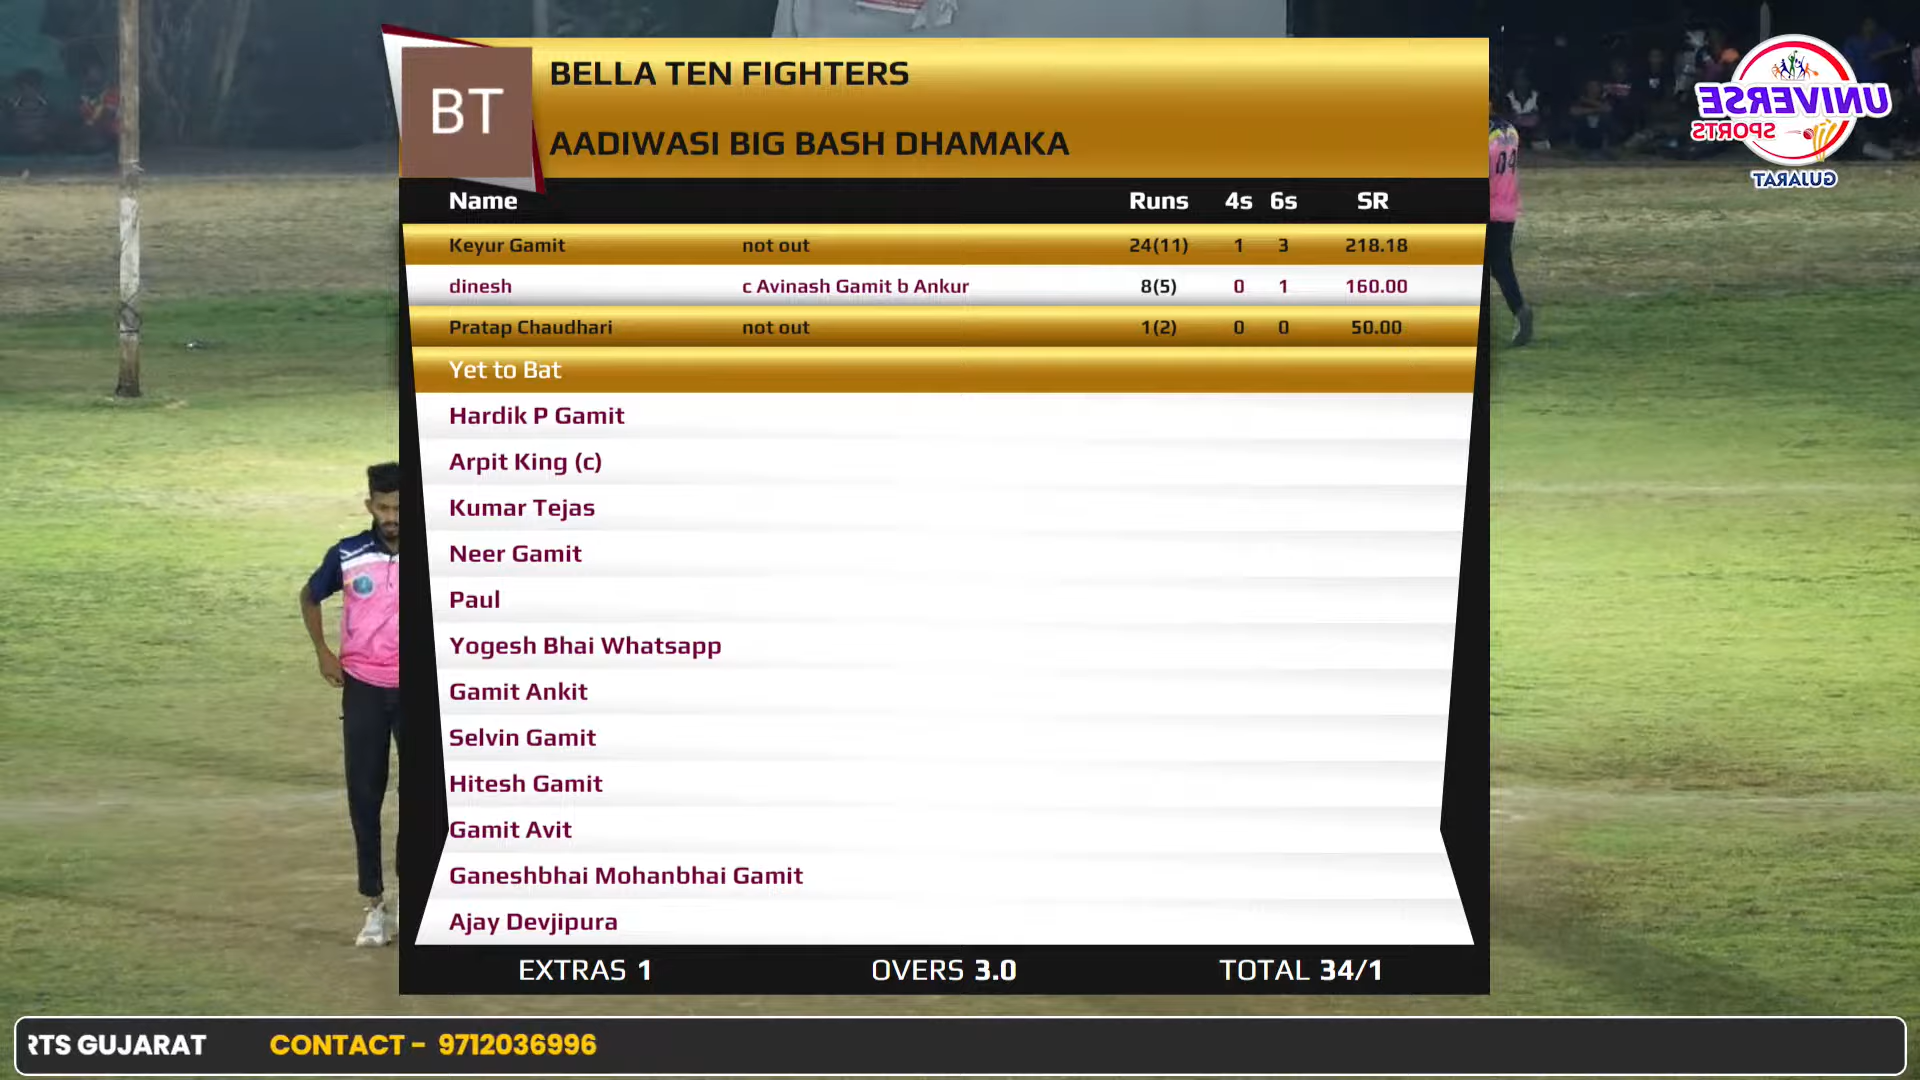 BT
BELLA TEN FIGHTERS
AADIWASI BIG BASH DHAMAKA
UNIVERSE
SPORTS
GUJARAT
04
Name Runs 4s 6s SR
Keyur Gamit not out 24(11) 1 3 218.18
dinesh c Avinash Gamit b Ankur 8(5) 0 1 160.00
Pratap Chaudhari not out 1(2) 0 0 50.00
Yet to Bat
Hardik P Gamit
Arpit King (c)
Kumar Tejas
Neer Gamit
Paul
Yogesh Bhai Whatsapp
Gamit Ankit
Selvin Gamit
Hitesh Gamit
Gamit Avit
Ganeshbhai Mohanbhai Gamit
Ajay Devjipura
EXTRAS 1 OVERS 3.0 TOTAL 34/1
RTS GUJARAT CONTACT - 9712036996